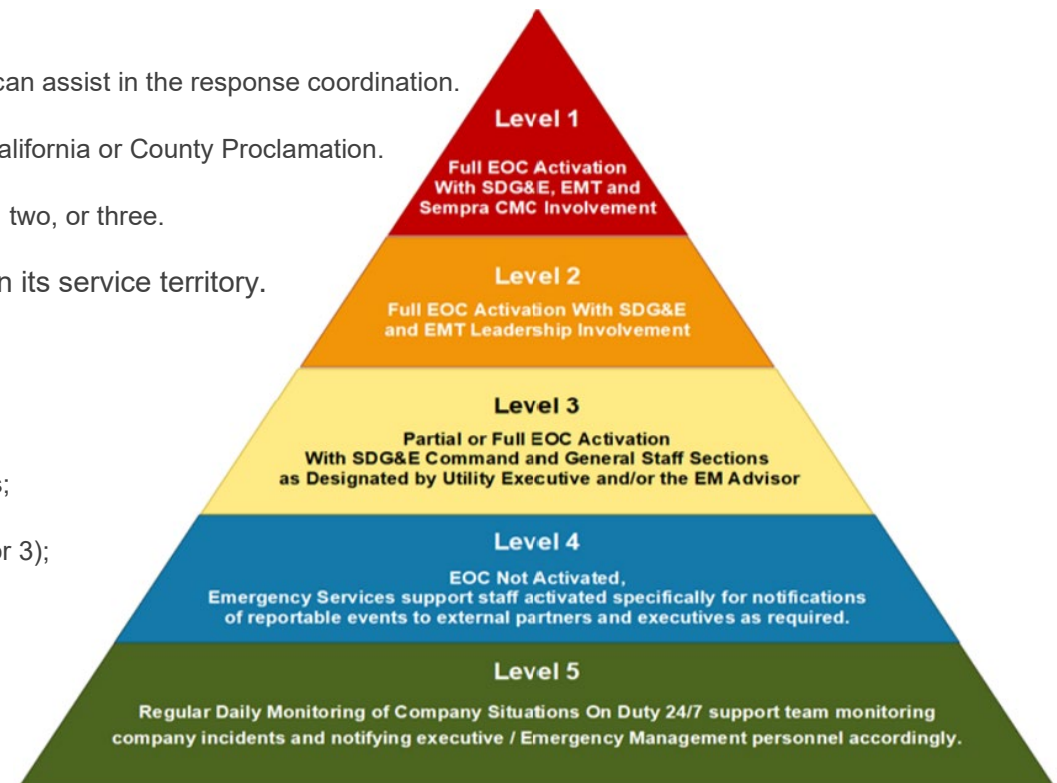 can assist in the response coordination.
alifornia or County Proclamation.
two, or three.
n its service territory.
s;
or 3);
Level 1
Full EOC Activation
With SDG&E, EMT and
Sempra CMC Involvement
Level 2
Full EOC Activation With SDG&E
and EMT Leadership Involvement
Level 3
Partial or Full EOC Activation
With SDG&E Command and General Staff Sections
as Designated by Utility Executive and/or the EM Advisor
Level 4
EOC Not Activated,
Emergency Services support staff activated specifically for notifications
of reportable events to external partners and executives as required.
Level 5
Regular Daily Monitoring of Company Situations On Duty 24/7 support team monitoring
company incidents and notifying executive / Emergency Management personnel accordingly.